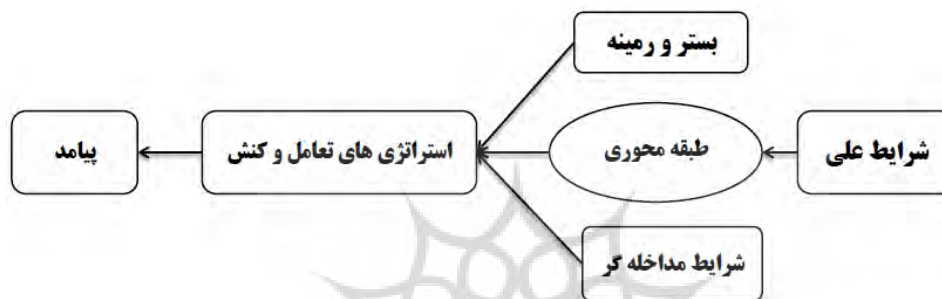 بستر و رمینه
شرایط علی
طبقه محوری
استراتژی های تعامل و کنش
پیامد
شرایط مداخله گر